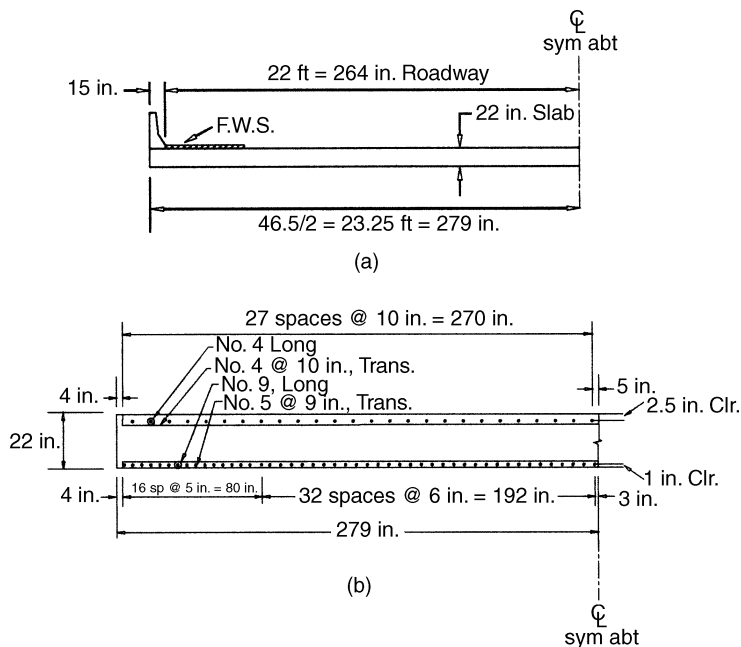 ℄
sym abt
22 ft = 264 in. Roadway
15 in.
22 in. Slab
F.W.S.
46.5/2 = 23.25 ft = 279 in.
(a)
27 spaces @ 10 in. = 270 in.
No. 4 Long
No. 4 @ 10 in., Trans.
No. 9, Long
No. 5 @ 9 in., Trans.
4 in.
5 in.
2.5 in. Clr.
22 in.
1 in. Clr.
4 in.
16 sp @ 5 in. = 80 in.
32 spaces @ 6 in. = 192 in.
3 in.
279 in.
(b)
℄
sym abt